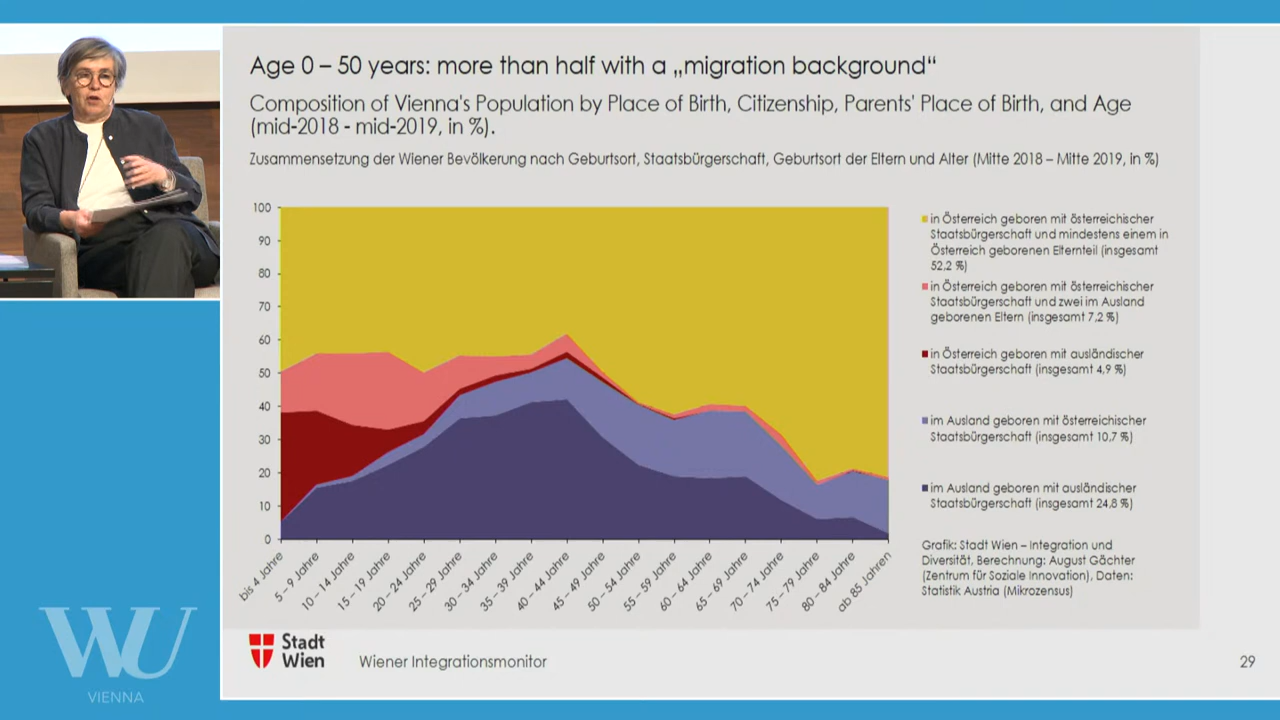 Age 0 – 50 years: more than half with a „migration background“
Composition of Vienna's Population by Place of Birth, Citizenship, Parents' Place of Birth, and Age
(mid-2018 - mid-2019, in %).
Zusammensetzung der Wiener Bevölkerung nach Geburtsort, Staatsbürgerschaft, Geburtsort der Eltern und Alter (Mitte 2018 – Mitte 2019, in %)
100
90
80
70
60
50
40
30
20
10
0
bis 4 Jahre
5 – 9 Jahre
10 – 14 Jahre
15 – 19 Jahre
20 – 24 Jahre
25 – 29 Jahre
30 – 34 Jahre
35 – 39 Jahre
40 – 44 Jahre
45 – 49 Jahre
50 – 54 Jahre
55 – 59 Jahre
60 – 64 Jahre
65 – 69 Jahre
70 – 74 Jahre
75 – 79 Jahre
80 – 84 Jahre
ab 85 Jahren
in Österreich geboren mit österreichischer
Staatsbürgerschaft und mindestens einem in
Österreich geborenen Elternteil (insgesamt
52,2 %)
in Österreich geboren mit österreichischer
Staatsbürgerschaft und zwei im Ausland
geborenen Eltern (insgesamt 7,2 %)
in Österreich geboren mit ausländischer
Staatsbürgerschaft (insgesamt 4,9 %)
im Ausland geboren mit österreichischer
Staatsbürgerschaft (insgesamt 10,7 %)
im Ausland geboren mit ausländischer
Staatsbürgerschaft (insgesamt 24,8 %)
Grafik: Stadt Wien – Integration und
Diversität, Berechnung: August Gächter
(Zentrum für Soziale Innovation), Daten:
Statistik Austria (Mikrozensus)
Stadt
Wien
Wiener Integrationsmonitor
29
WU
VIENNA